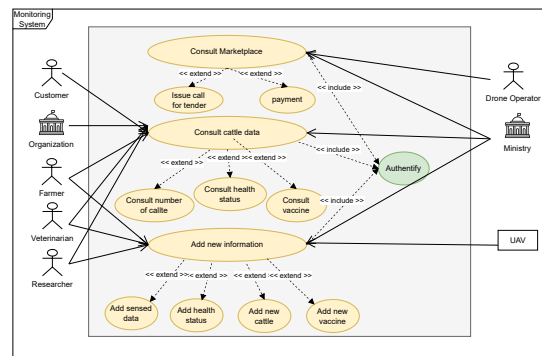 Monitoring
System
Consult Marketplace
<< extend >>
<< extend >>
Customer
Issue call
for tender
payment
<< include >>
Drone Operator
Organization
Consult cattle data
<< include >>
Ministry
<< extend >>
<< extend >>
<< extend >>
Authentify
Farmer
Consult number
of callte
Consult health
status
Consult
vaccine
<< include >>
Veterinarian
Add new information
UAV
Researcher
<< extend >>
<< extend >>
<< extend >>
<< extend >>
Add sensed
data
Add health
status
Add new
cattle
Add new
vaccine